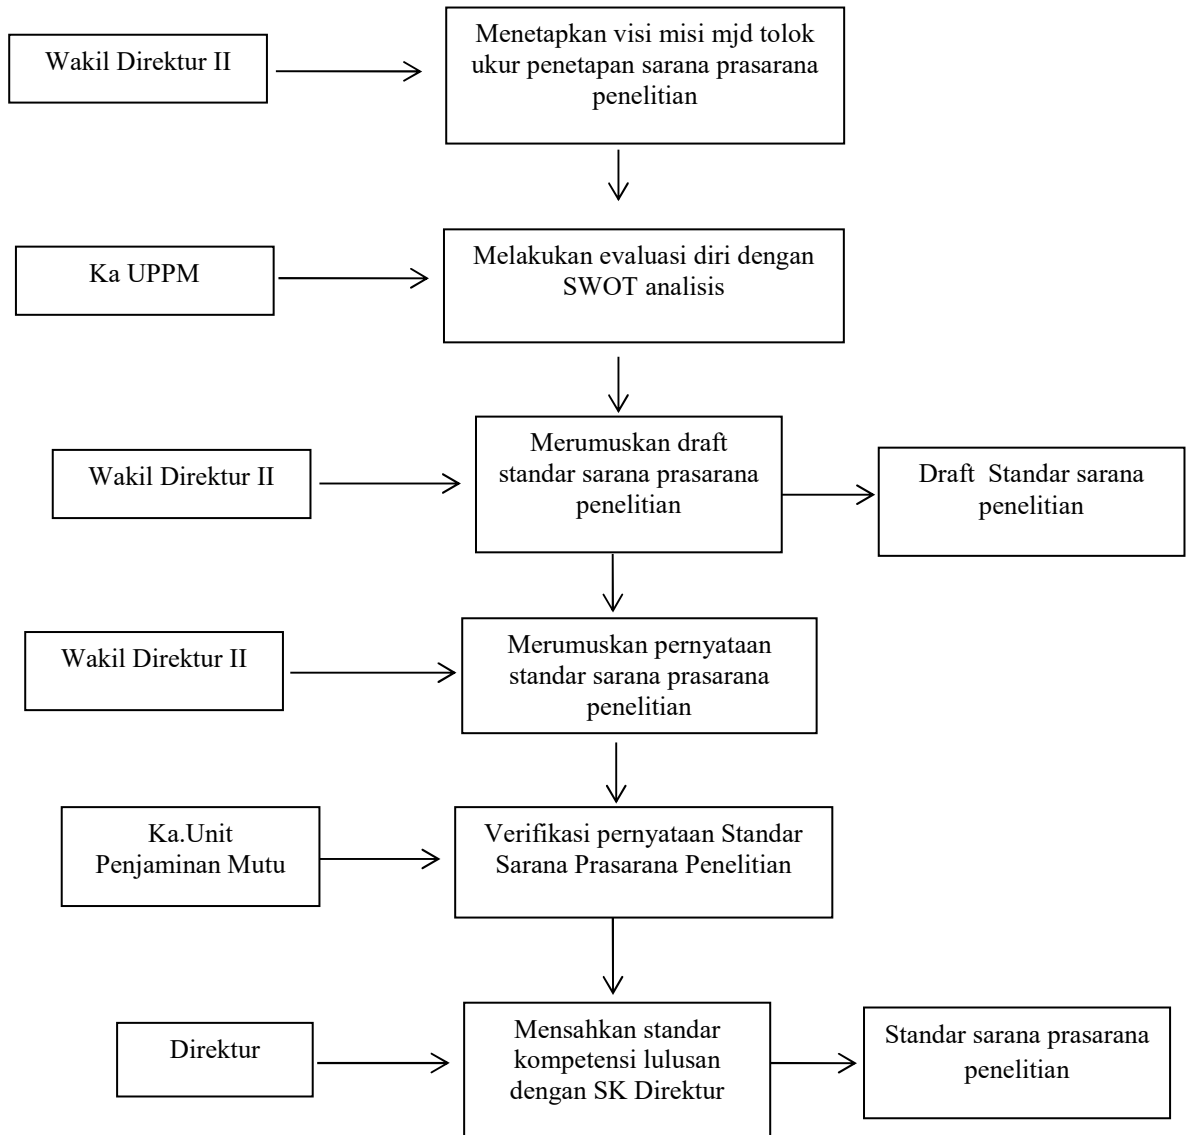 Wakil Direktur II
Menetapkan visi misi mjd tolok
ukur penetapan sarana prasarana
penelitian
Ka UPPM
Melakukan evaluasi diri dengan
SWOT analisis
Wakil Direktur II
Merumuskan draft
standar sarana prasarana
penelitian
Draft  Standar sarana
penelitian
Wakil Direktur II
Merumuskan pernyataan
standar sarana prasarana
penelitian
Ka.Unit
Penjaminan Mutu
Verifikasi pernyataan Standar
Sarana Prasarana Penelitian
Direktur
Mensahkan standar
kompetensi lulusan
dengan SK Direktur
Standar sarana prasarana
penelitian